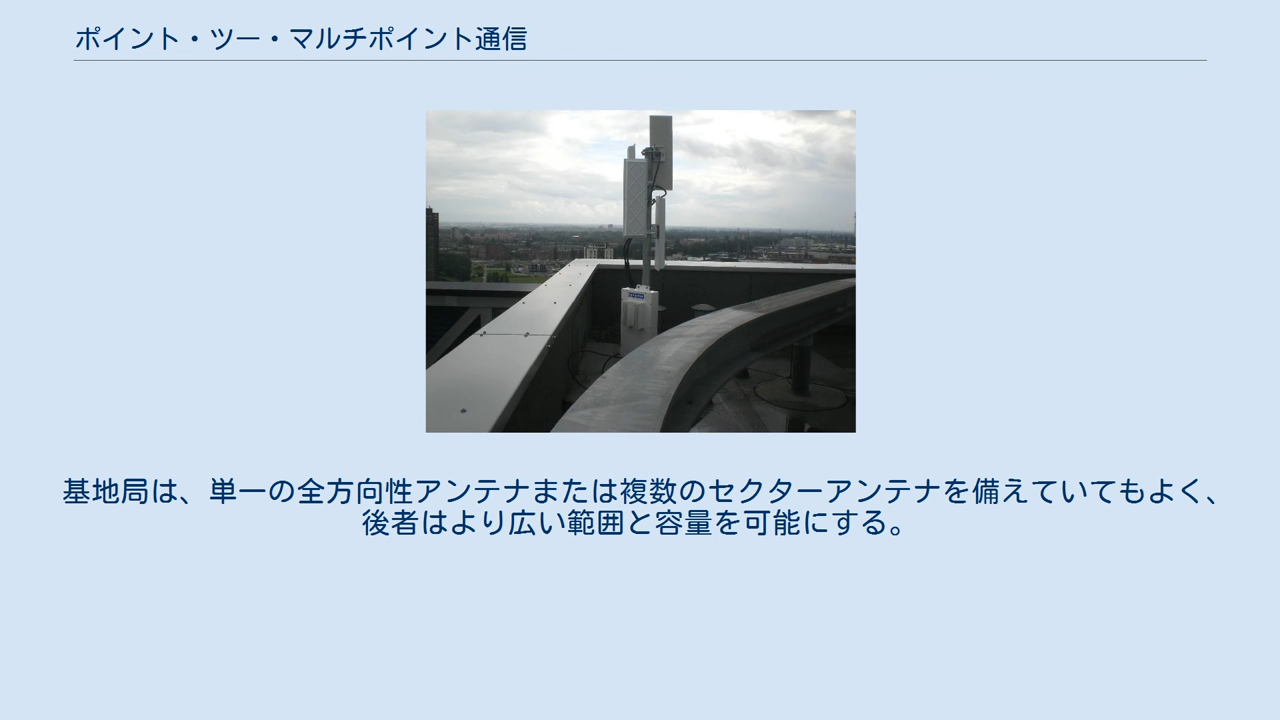 ポイント・ツー・マルチポイント通信
基地局は、単一の全方向性アンテナまたは複数のセクターアンテナを備えていてもよく、
後者はより広い範囲と容量を可能にする。